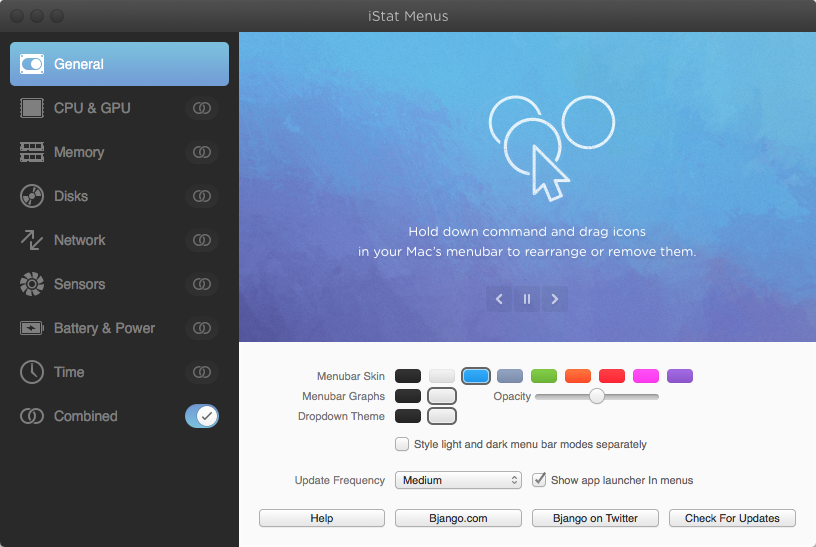 iStat Menus
General
CPU & GPU
Memory
Disks
Network
Sensors
Battery & Power
Time
Combined
Hold down command and drag icons
in your Mac's menubar to rearrange or remove them.
Menubar Skin
Menubar Graphs
Opacity
Dropdown Theme
Style light and dark menu bar modes separately
Update Frequency
Medium
Show app launcher In menus
Help
Bjango.com
Bjango on Twitter
Check For Updates